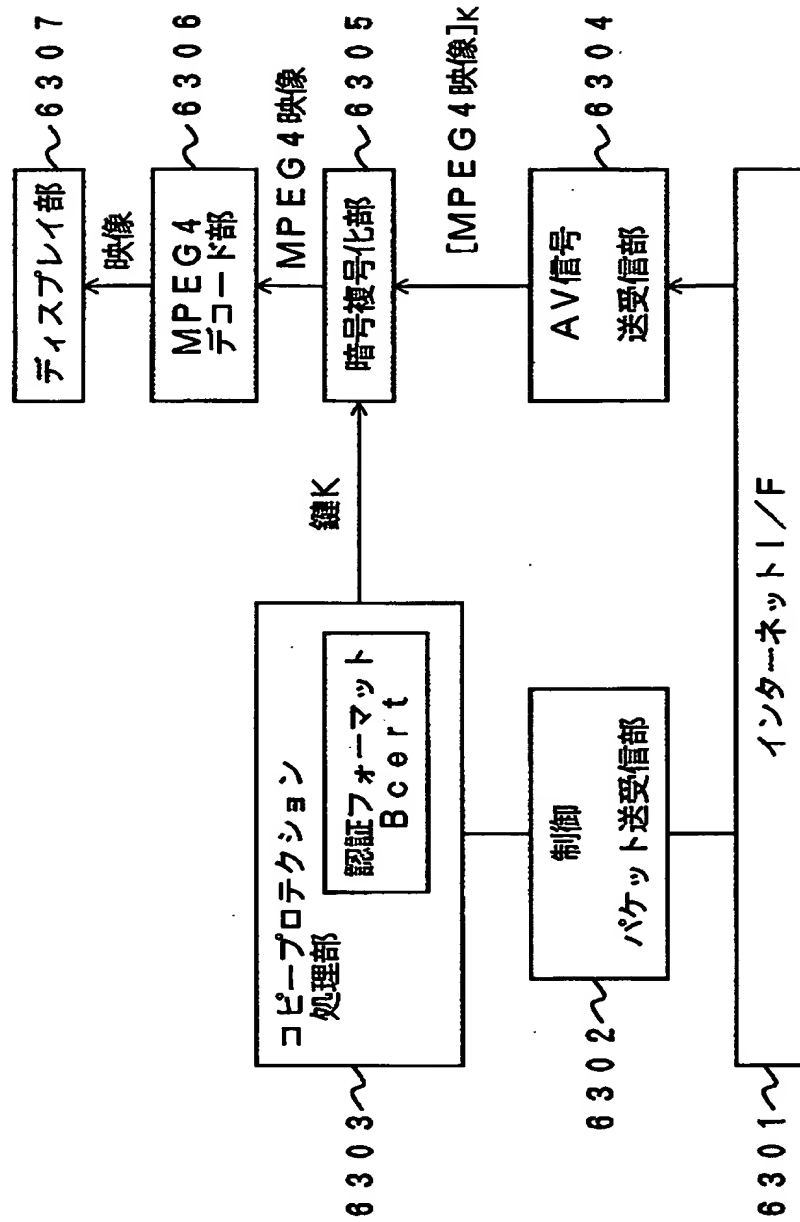 ディスプレイ部
6307
映像
MPEG4
デコード部
6306
MPEG4映像
暗号複号化部
6305
[MPEG4映像]K
AV信号
送受信部
6304
鍵K
コピープロテクション
処理部
認証フォーマット
Bcert
6303
制御
パケット送受信部
6302
インターネットI/F
6301